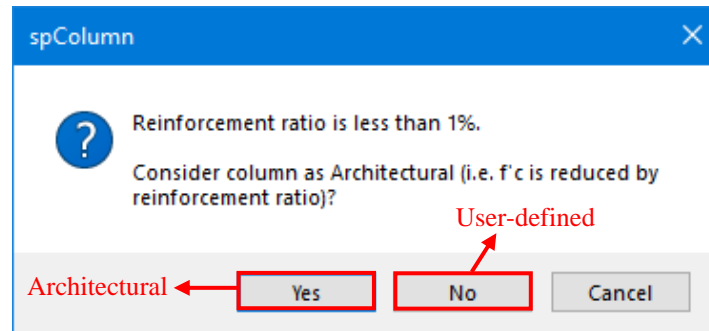 spColumn
Reinforcement ratio is less than 1%.
Consider column as Architectural (i.e. f'c is reduced by
reinforcement ratio)?
User-defined
Architectural
Yes
No
Cancel